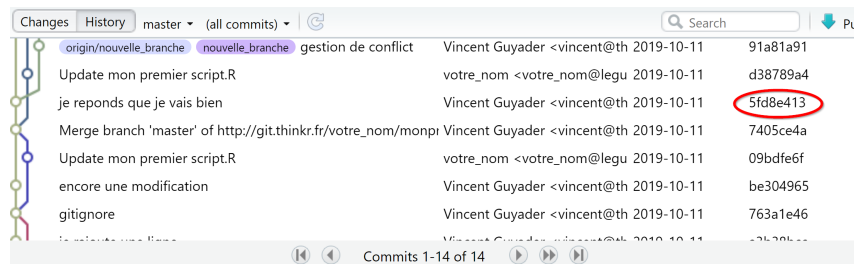 Changes History master (all commits) Search Pu
origin/nouvelle_branche nouvelle_branche gestion de conflict Vincent Guyader <vincent@th 2019-10-11 91a81a91
Update mon premier script.R votre_nom <votre_nom@legu 2019-10-11 d38789a4
je reponds que je vais bien Vincent Guyader <vincent@th 2019-10-11 5fd8e413
Merge branch 'master' of http://git.thinkr.fr/votre_nom/monpr Vincent Guyader <vincent@th 2019-10-11 7405ce4a
Update mon premier script.R votre_nom <votre_nom@legu 2019-10-11 09bdfe6f
encore une modification Vincent Guyader <vincent@th 2019-10-11 be304965
gitignore Vincent Guyader <vincent@th 2019-10-11 763a1e46
Commits 1-14 of 14